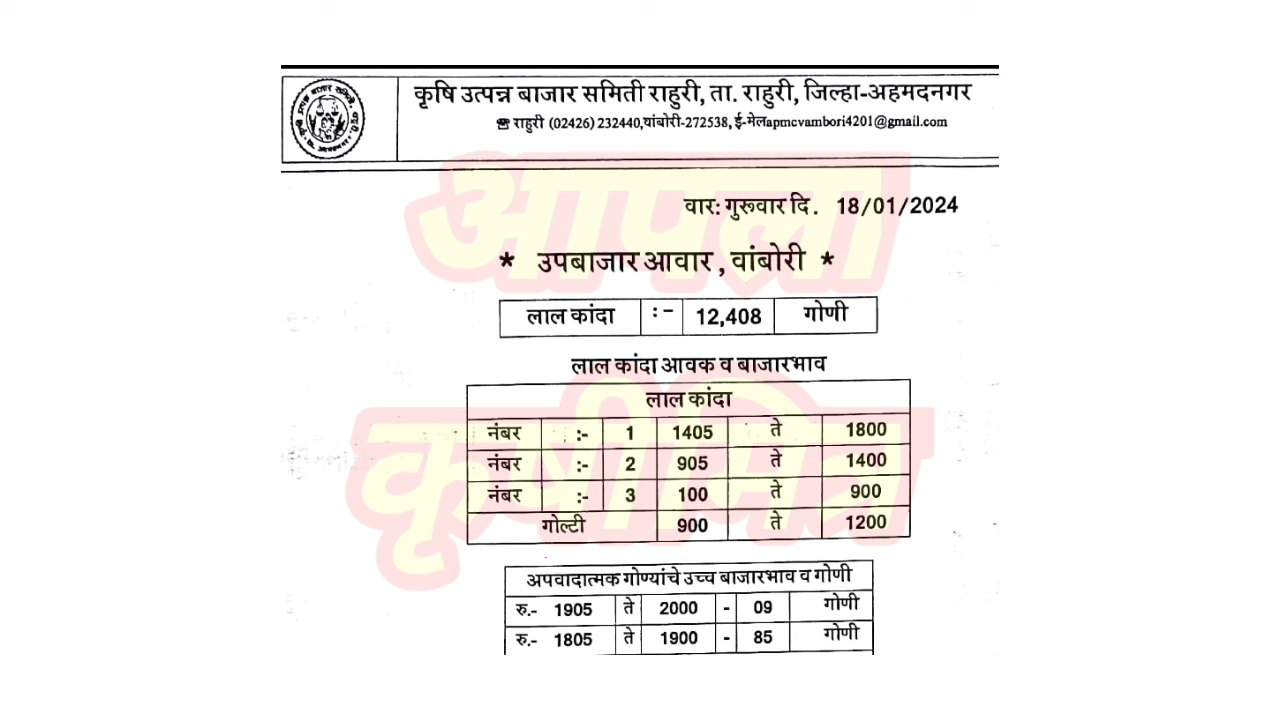 कृषि उत्पन्न बाजार समिती राहुरी, ता. राहुरी, जिल्हा-अहमदनगर
☎ राहुरी (02426) 232440,वांबोरी-272538, ई-मेलapmcvambori4201@gmail.com
वार: गुरूवार दि. 18/01/2024
* उपबाजार आवार , वांबोरी *
लाल कांदा :- 12,408 गोणी
लाल कांदा आवक व बाजारभाव
लाल कांदा
नंबर :- 1 1405 ते 1800
नंबर :- 2 905 ते 1400
नंबर :- 3 100 ते 900
गोल्टी 900 ते 1200
अपवादात्मक गोण्यांचे उच्च बाजारभाव व गोणी
रु.- 1905 ते 2000 - 09 गोणी
रु.- 1805 ते 1900 - 85 गोणी
आपला
कृषीमित्र